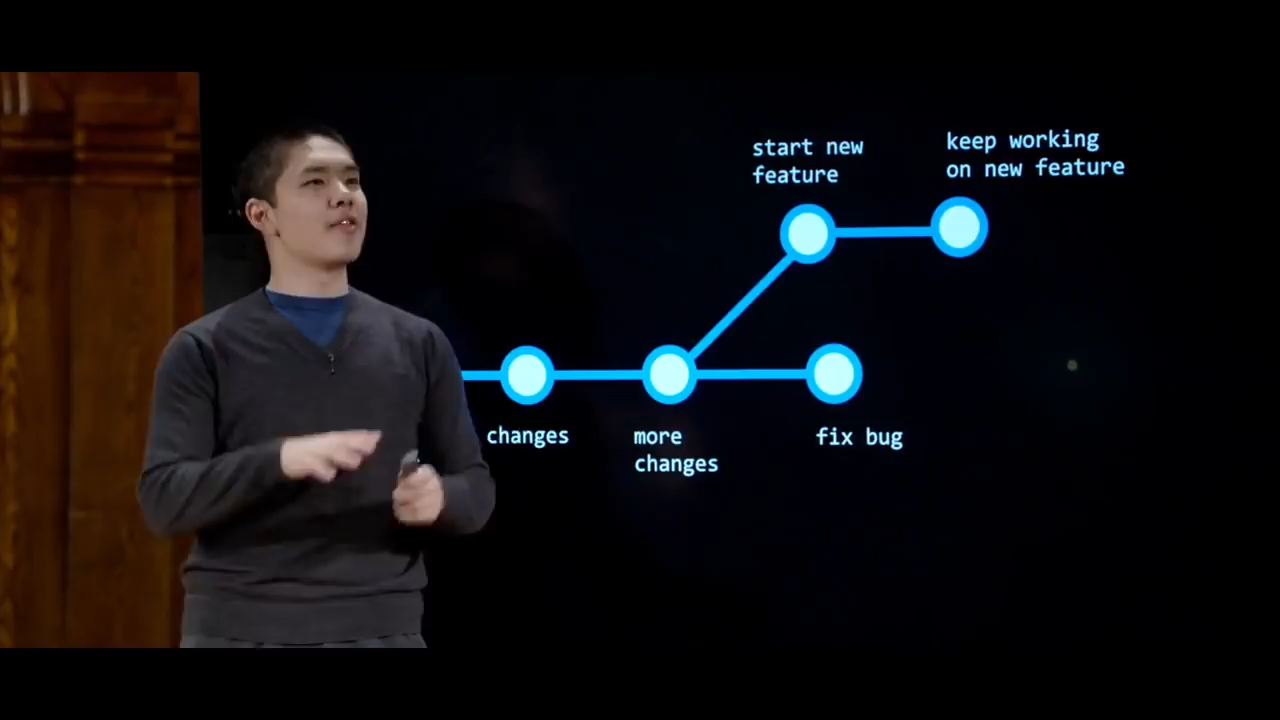 start new
feature
keep working
on new feature
changes
more
changes
fix bug